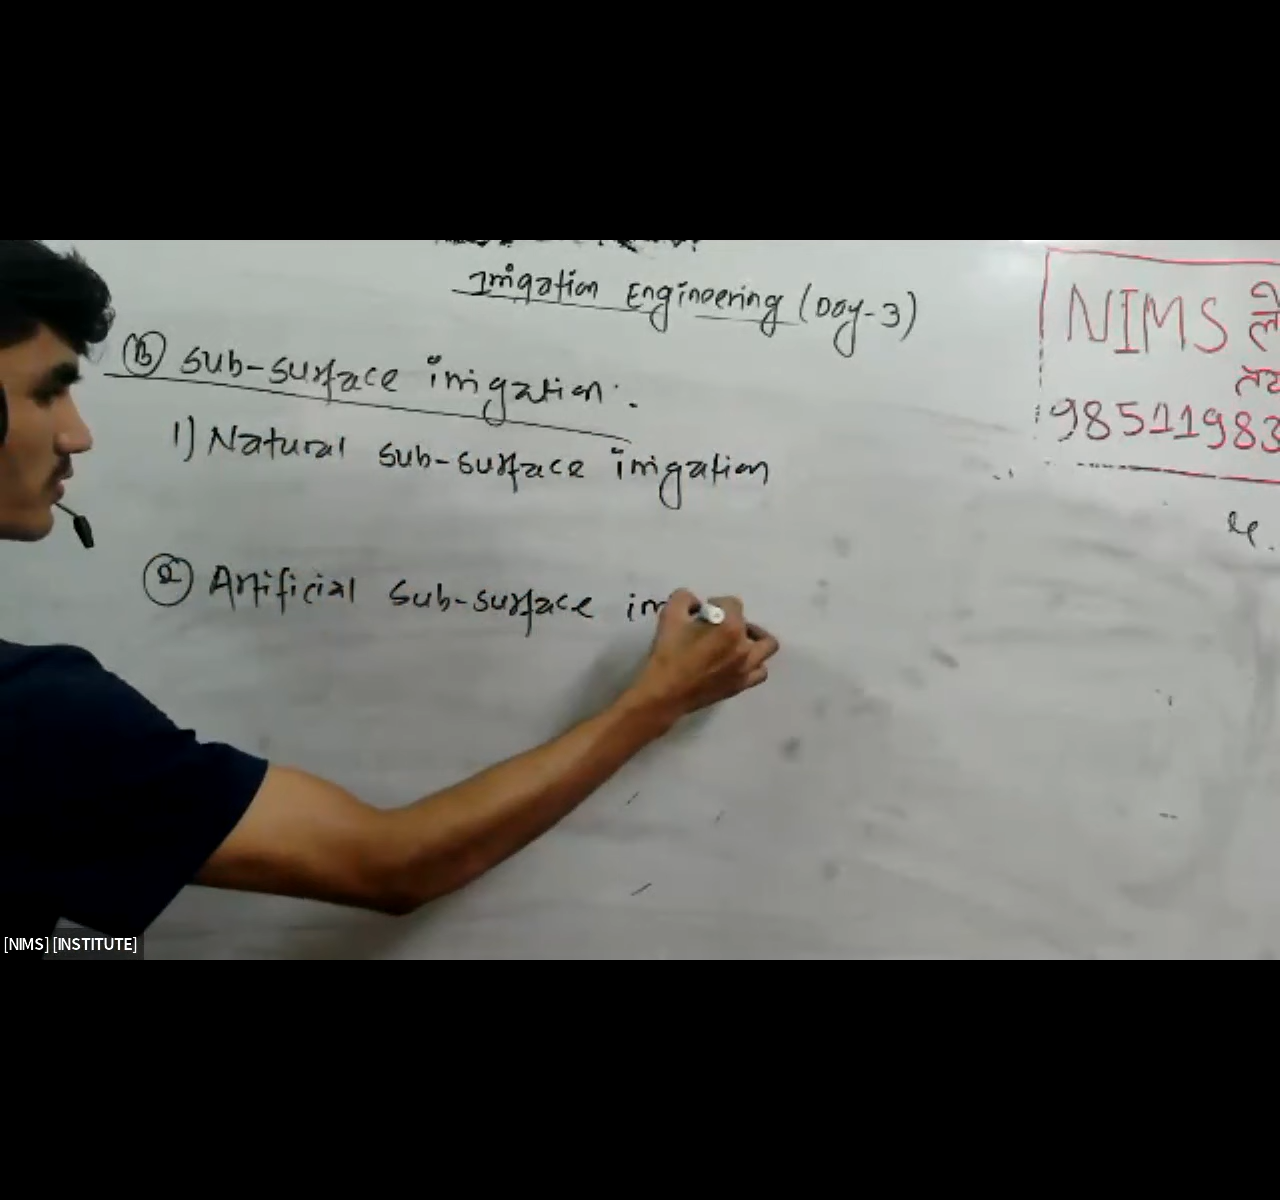 Irrigation Engineering (Day-3)
(B) Sub-surface irrigation:
1) Natural sub-surface irrigation
(2) Artificial sub-surface irr
NIMS ले
98511983
[NIMS] [INSTITUTE]